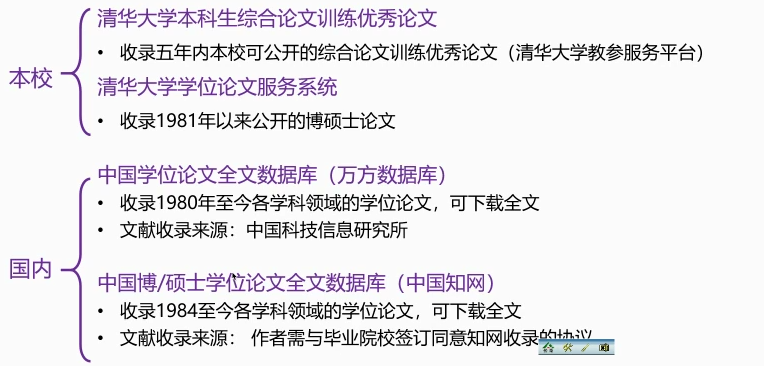 清华大学本科生综合论文训练优秀论文
• 收录五年内本校可公开的综合论文训练优秀论文（清华大学教参服务平台）
本校
清华大学学位论文服务系统
• 收录1981年以来公开的博硕士论文
中国学位论文全文数据库（万方数据库）
• 收录1980年至今各学科领域的学位论文，可下载全文
• 文献收录来源：中国科技信息研究所
国内
中国博/硕士学位论文全文数据库（中国知网）
• 收录1984至今各学科领域的学位论文，可下载全文
• 文献收录来源： 作者需与毕业院校签订同意知网收录的协议